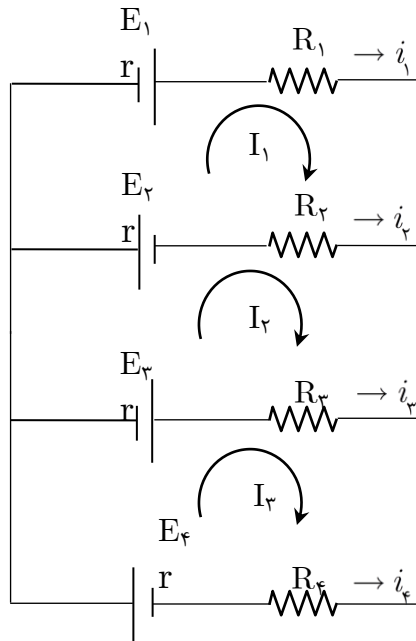 E۱
r R۱ → i۱
I۱
E۲
r R۲ → i۲
I۲
E۳
r R۳ → i۳
I۳
E۴
r R۴ → i۴